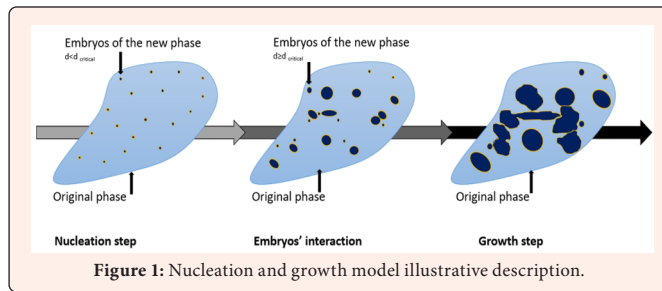 Embryos of the new phase
d<d critical
Original phase
Nucleation step
Embryos of the new phase
d≥d critical
Original phase
Embryos' interaction
Original phase
Growth step
Figure 1: Nucleation and growth model illustrative description.